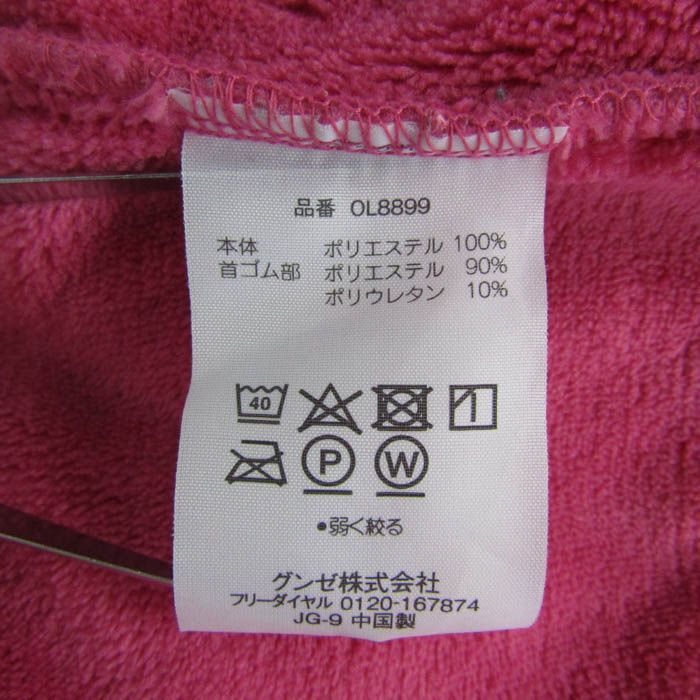 品番 OL8899
本体 ポリエステル 100%
首ゴム部 ポリエステル 90%
ポリウレタン 10%
40
P W
●弱く絞る
グンゼ株式会社
フリーダイヤル 0120-167874
JG-9 中国製